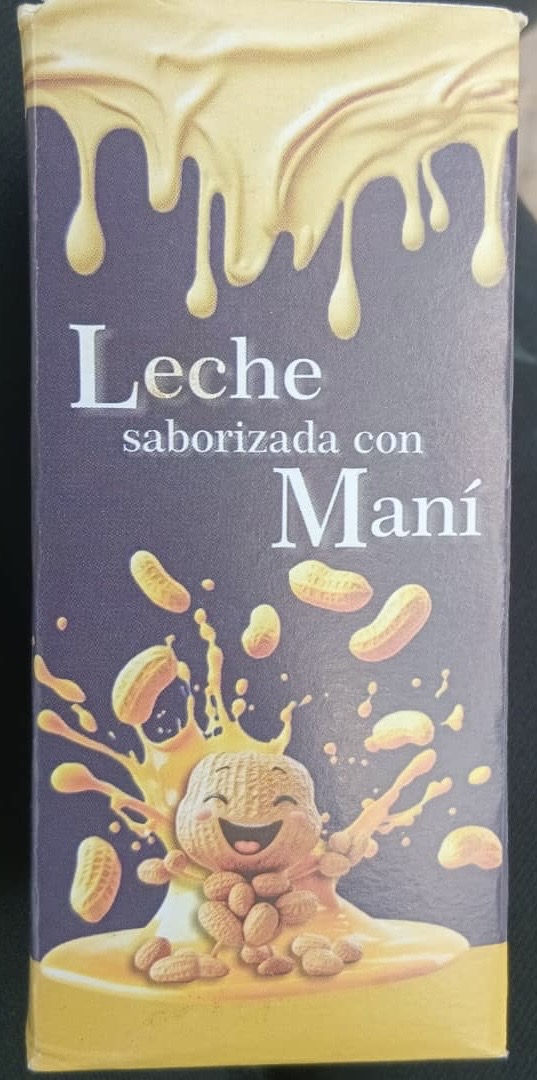 Leche
saborizada con
Maní